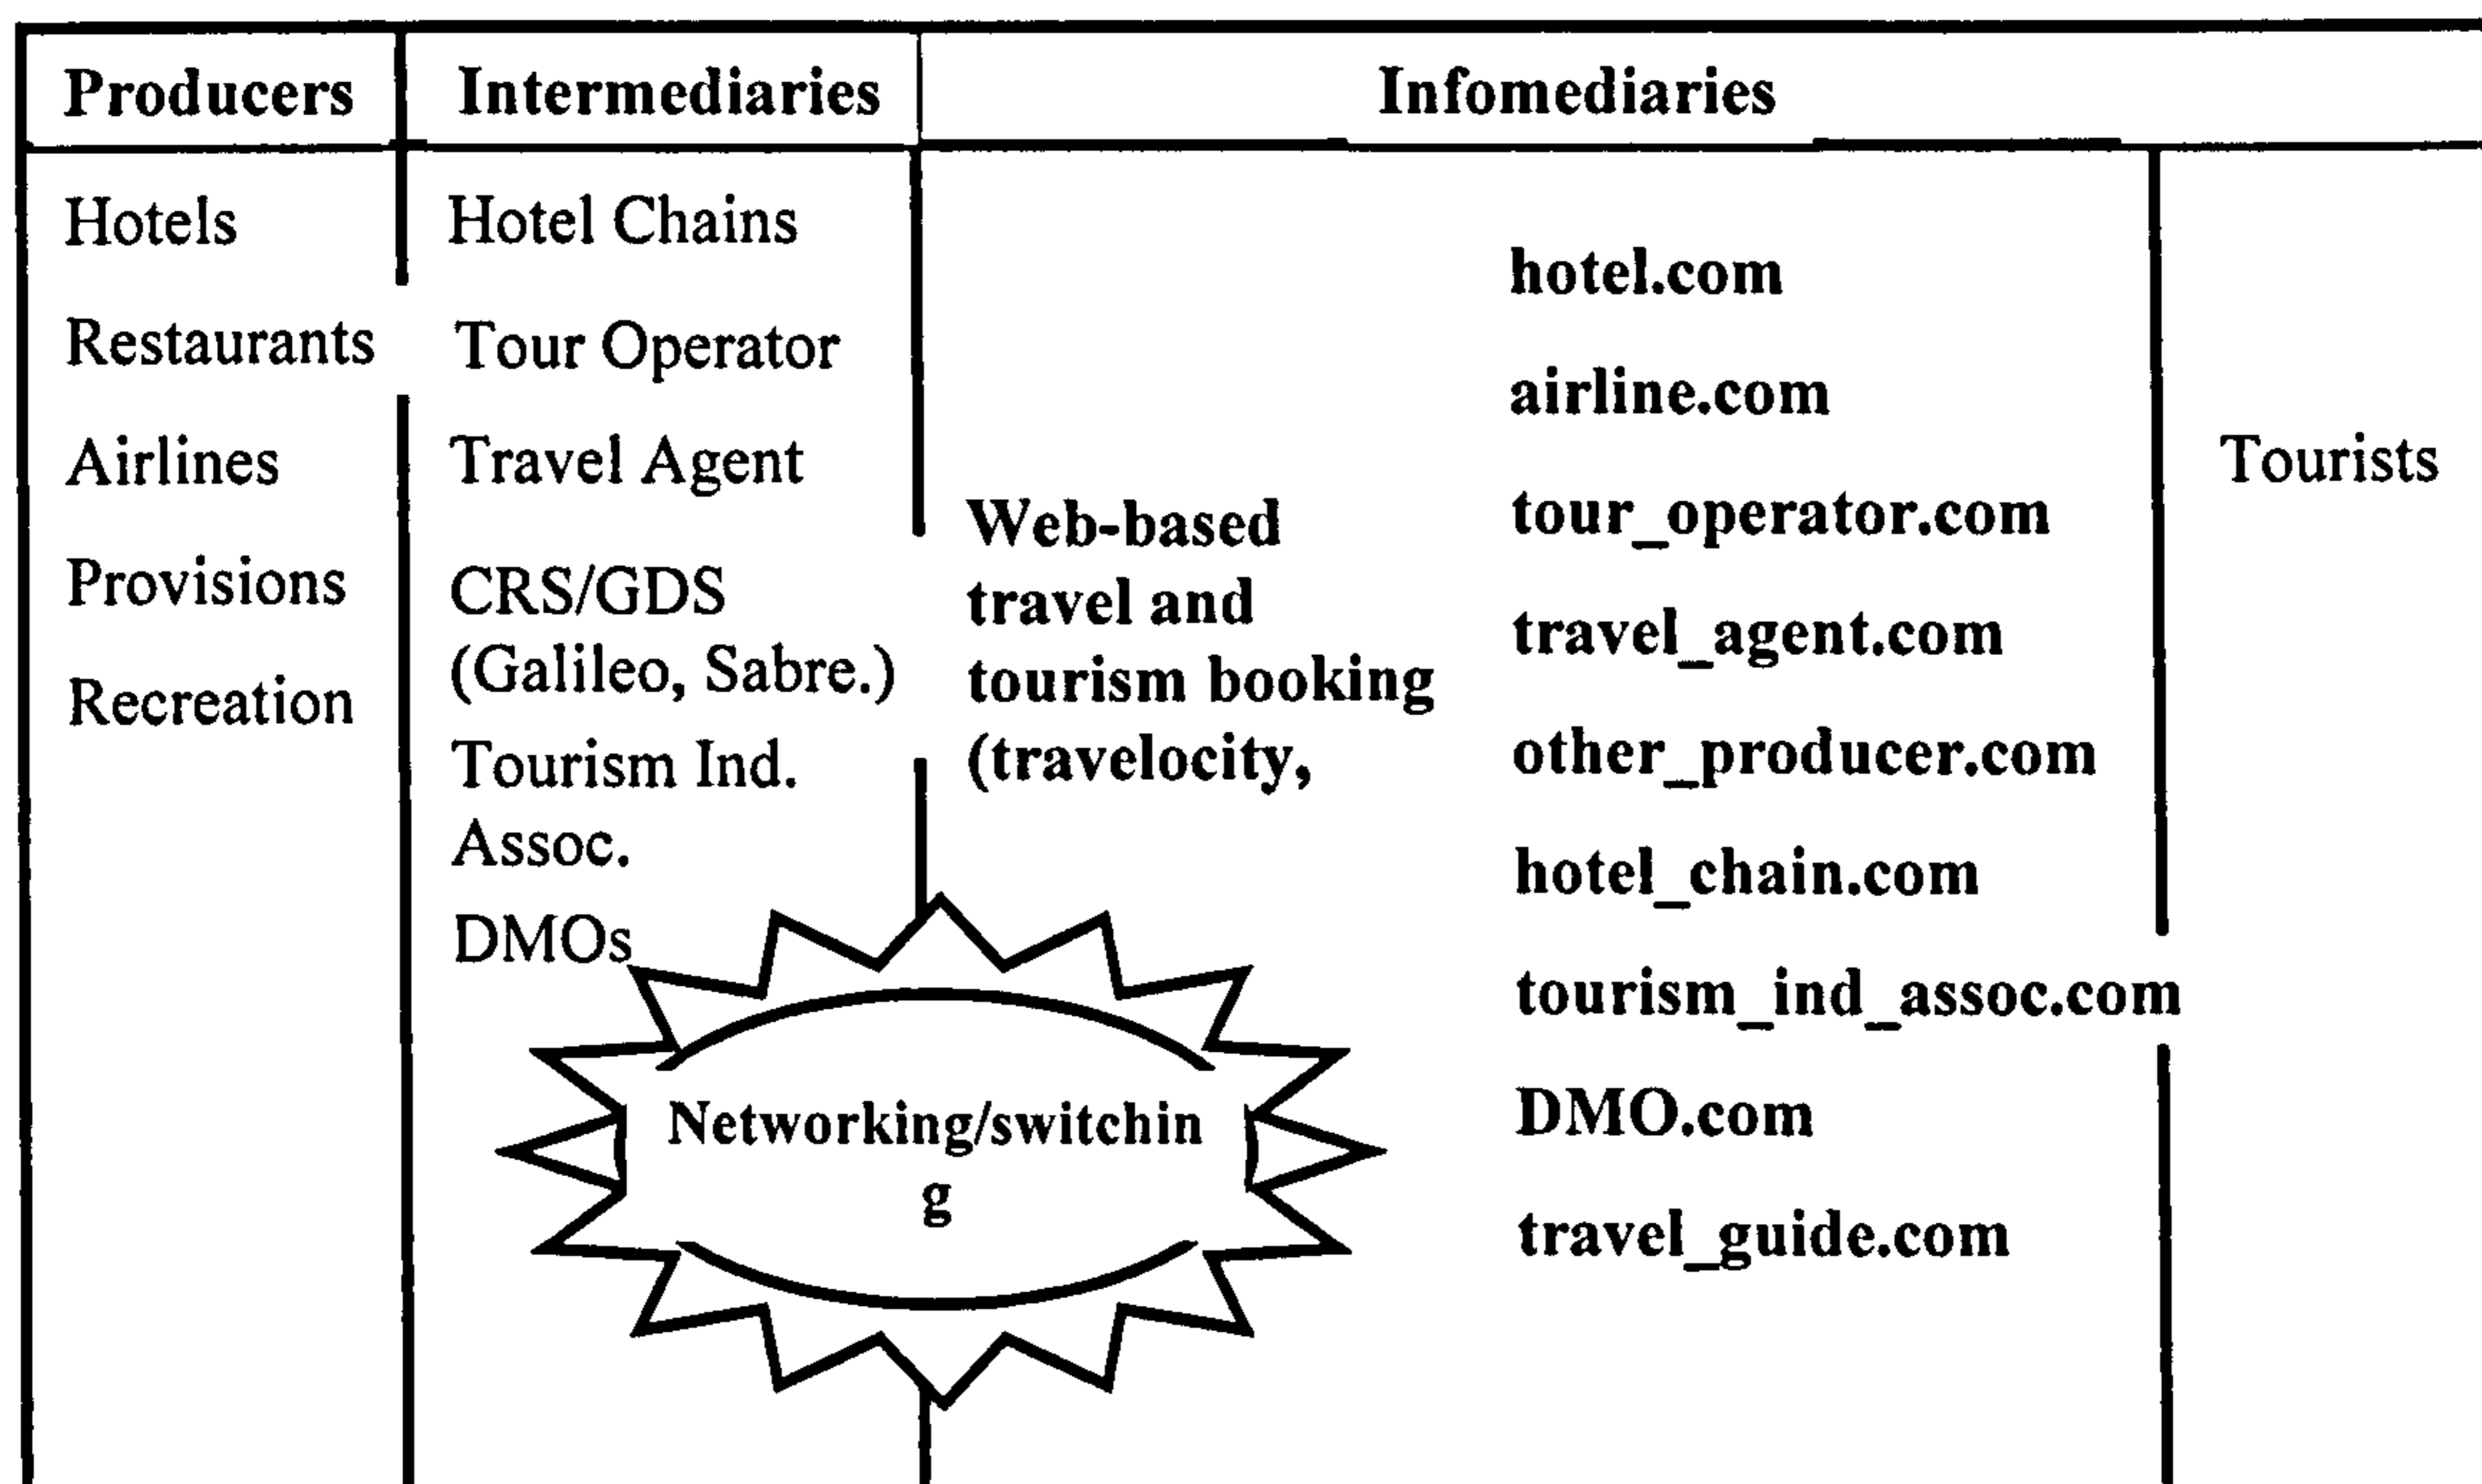 Producers
Intermediaries
Infomediaries
Hotels
Restaurants
Airlines
Provisions
Recreation
Hotel Chains
Tour Operator
Travel Agent
CRS/GDS
(Galileo, Sabre.)
Tourism Ind.
Assoc.
DMOs
Web-based
travel and
tourism booking
(travelocity,
Networking/switchin
g
hotel.com
airline.com
tour_operator.com
travel_agent.com
other_producer.com
hotel_chain.com
tourism_ind_assoc.com
DMO.com
travel_guide.com
Tourists